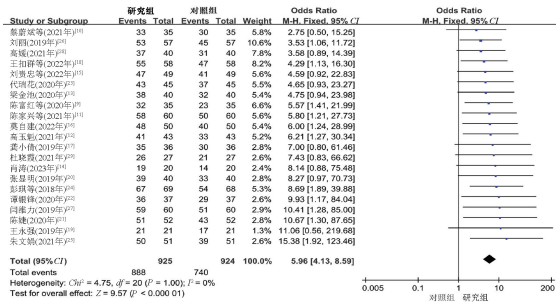 研究组 对照组 Odds Ratio Odds Ratio
Study or Subgroup Events Total Events Total Weight M-H. Fixed. 95% CI M-H. Fixed. 95% CI
蔡蔚斌等(2021年)[16] 33 35 30 35 5.8% 2.75 [0.50, 15.25]
刘丽(2019年) 53 57 45 57 10.6% 3.53 [1.06, 11.72]
高媛(2021年) 37 40 31 40 7.4% 3.58 [0.89, 14.39]
王扣群等(2022年) 55 58 47 58 8.5% 4.29 [1.13, 16.30]
刘贵忠等(2022年) 47 49 41 49 5.4% 4.59 [0.92, 22.83]
代瑞花(2020年) 43 45 37 45 5.5% 4.65 [0.93, 23.27]
梁金池(2020年) 38 40 32 40 5.4% 4.75 [0.94, 23.98]
陈富红等(2020年) 32 35 23 35 5.5% 5.57 [1.41, 21.99]
陈家兴等(2021年) 58 60 50 60 5.7% 5.80 [1.21, 27.73]
莫自建(2022年) 48 50 40 50 5.4% 6.00 [1.24, 28.99]
高玉魁(2021年) 41 43 33 43 5.2% 6.21 [1.27, 30.34]
龚小倩(2019年) 35 36 30 36 2.7% 7.00 [0.80, 61.46]
杜晓霞(2021年) 26 27 21 27 2.5% 7.43 [0.83, 66.62]
肖涛(2023年) 19 20 14 20 2.2% 8.14 [0.88, 75.48]
张显明(2019年) 39 40 33 40 2.5% 8.27 [0.97, 70.73]
彭琪等(2018年) 67 69 54 68 4.6% 8.69 [1.89, 39.88]
谭银锋(2020年) 36 37 29 37 2.4% 9.93 [1.17, 84.04]
闫维力(2019年) 59 60 51 60 2.6% 10.41 [1.28, 85.00]
陈婕(2020年) 51 52 43 52 2.5% 10.67 [1.30, 87.65]
王永强(2019年) 21 21 17 21 1.3% 11.06 [0.56, 219.68]
朱文娟(2021年) 50 51 39 51 2.2% 15.38 [1.92, 123.46]
Total (95%CI) 925 924 100.0% 5.96 [4.13, 8.59]
Total events 888 740
Heterogeneity: Chi² = 4.75, df = 20 (P = 1.00); I² = 0%
Test for overall effect: Z = 9.57 (P < 0.000 01)
0.005 0.1 1 10 200
对照组 研究组